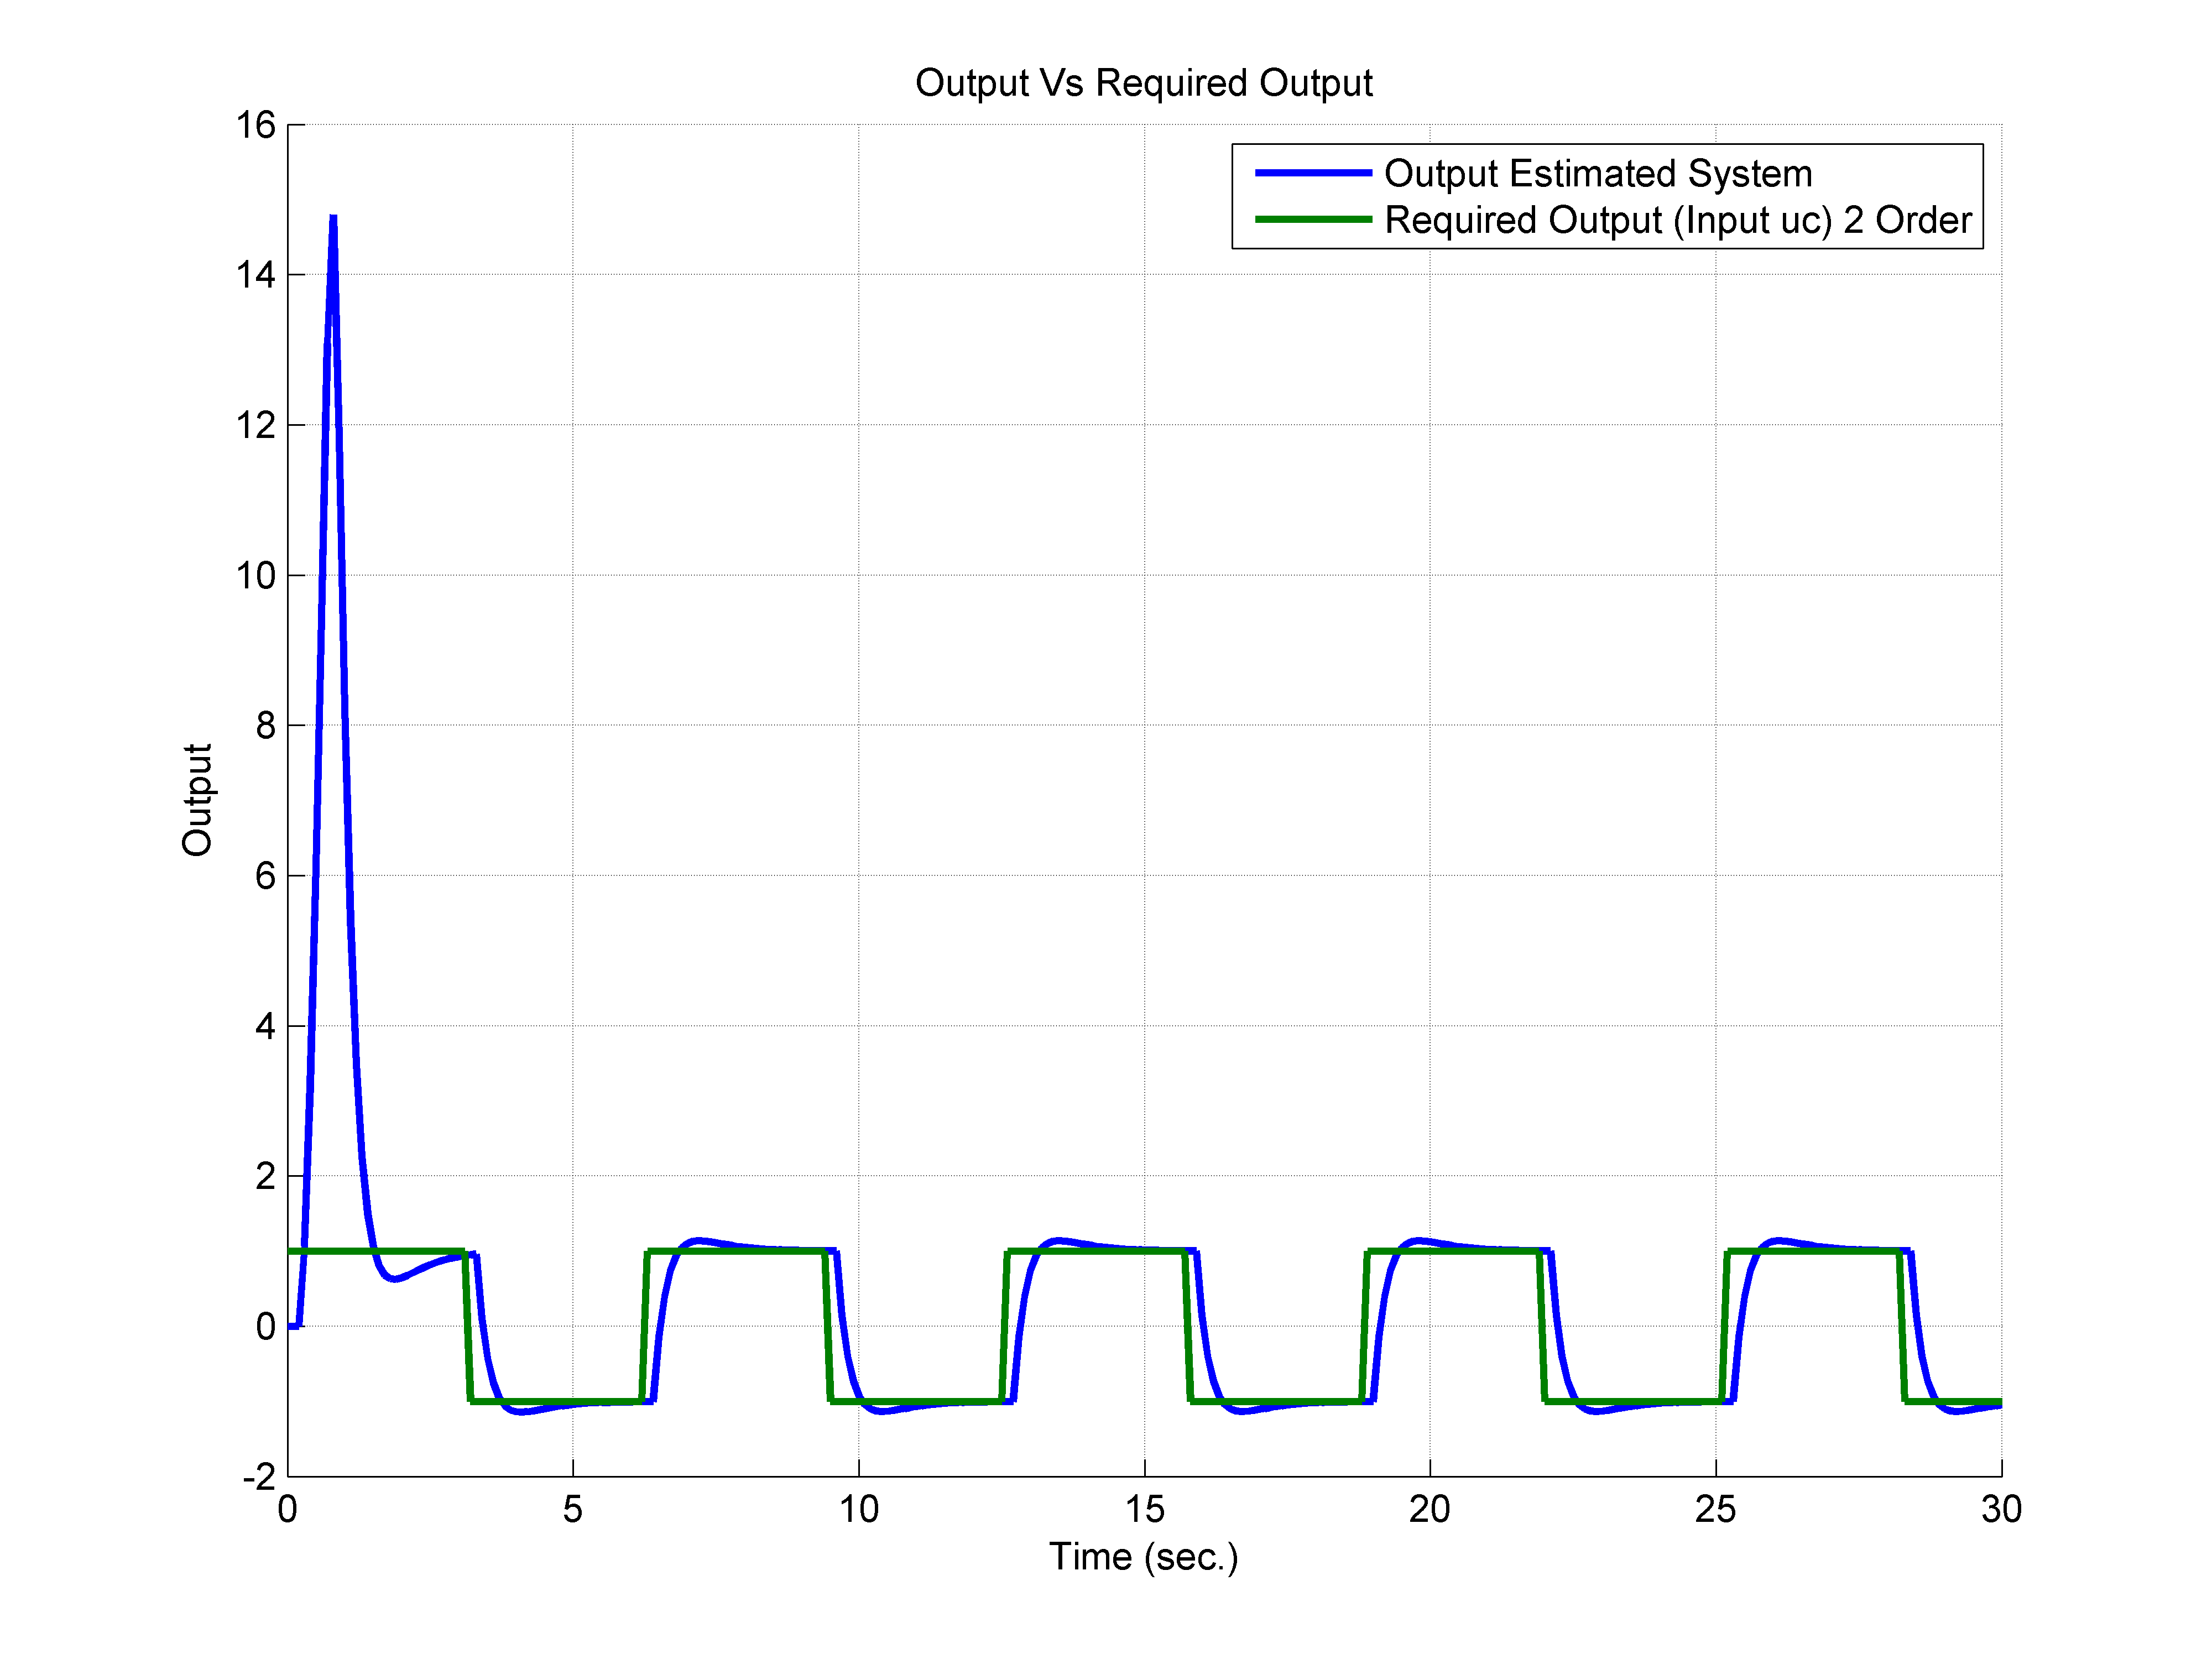 Output Vs Required Output
Output Estimated System
Required Output (Input uc) 2 Order
16
14
12
10
8
6
4
2
0
-2
Output
0 5 10 15 20 25 30
Time (sec.)